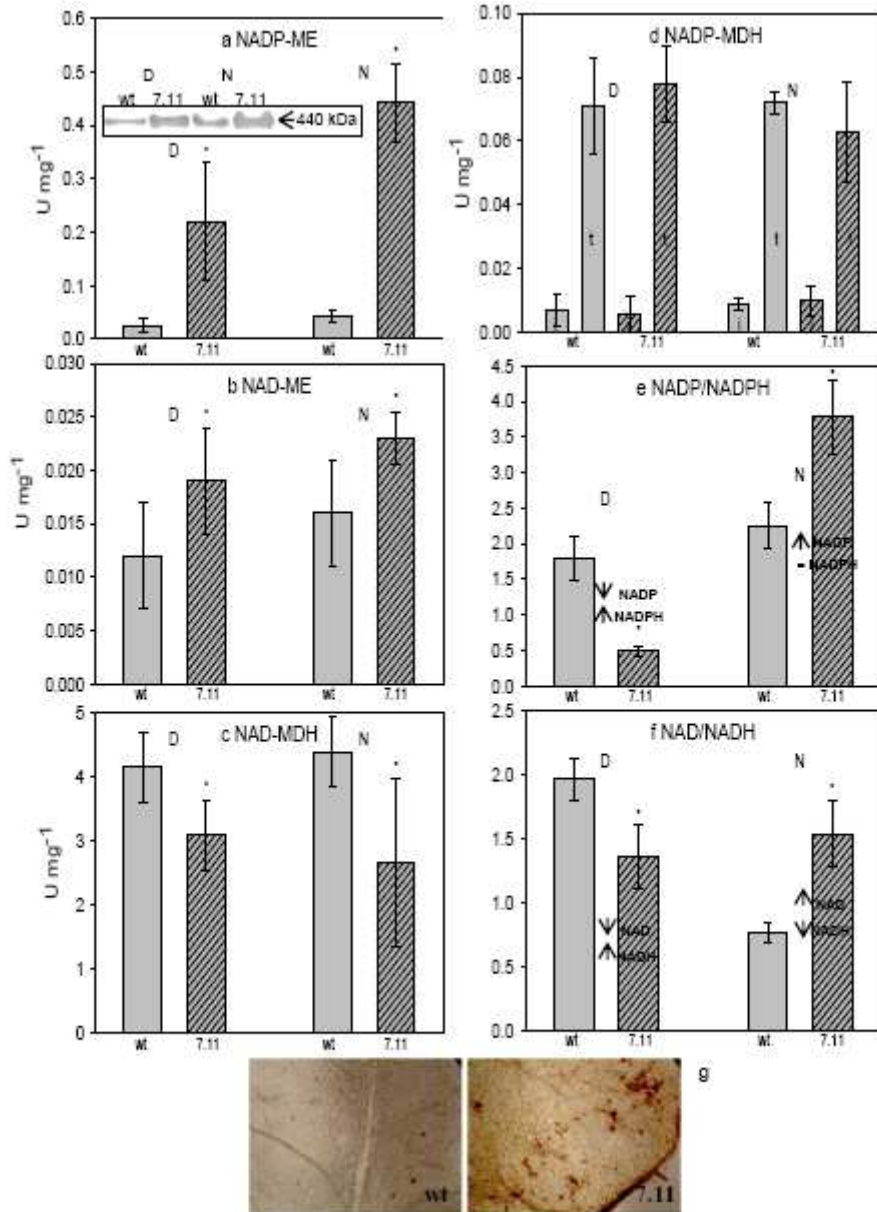 a NADP-ME
U mg⁻¹
0.6
0.5
0.4
0.3
0.2
0.1
0.0
D N
wt 7.11 wt 7.11
440 kDa
D
*
N
*
wt 7.11 wt 7.11
d NADP-MDH
U mg⁻¹
0.10
0.08
0.06
0.04
0.02
0.00
D
N
t t t t
i i i i
wt 7.11 wt 7.11
b NAD-ME
U mg⁻¹
0.030
0.025
0.020
0.015
0.010
0.005
0.000
D
*
N
*
wt 7.11 wt 7.11
e NADP/NADPH
4.5
4.0
3.5
3.0
2.5
2.0
1.5
1.0
0.5
0.0
D
↓ NADP
↑ NADPH
*
N
*
↑ NADP
- NADPH
wt 7.11 wt 7.11
c NAD-MDH
U mg⁻¹
5
4
3
2
1
0
D
*
N
*
wt 7.11 wt 7.11
f NAD/NADH
2.0
1.5
1.0
0.5
0.0
D
*
↓ NAD
↑ NADH
N
*
↑ NAD
↓ NADH
wt 7.11 wt 7.11
g
wt
7.11